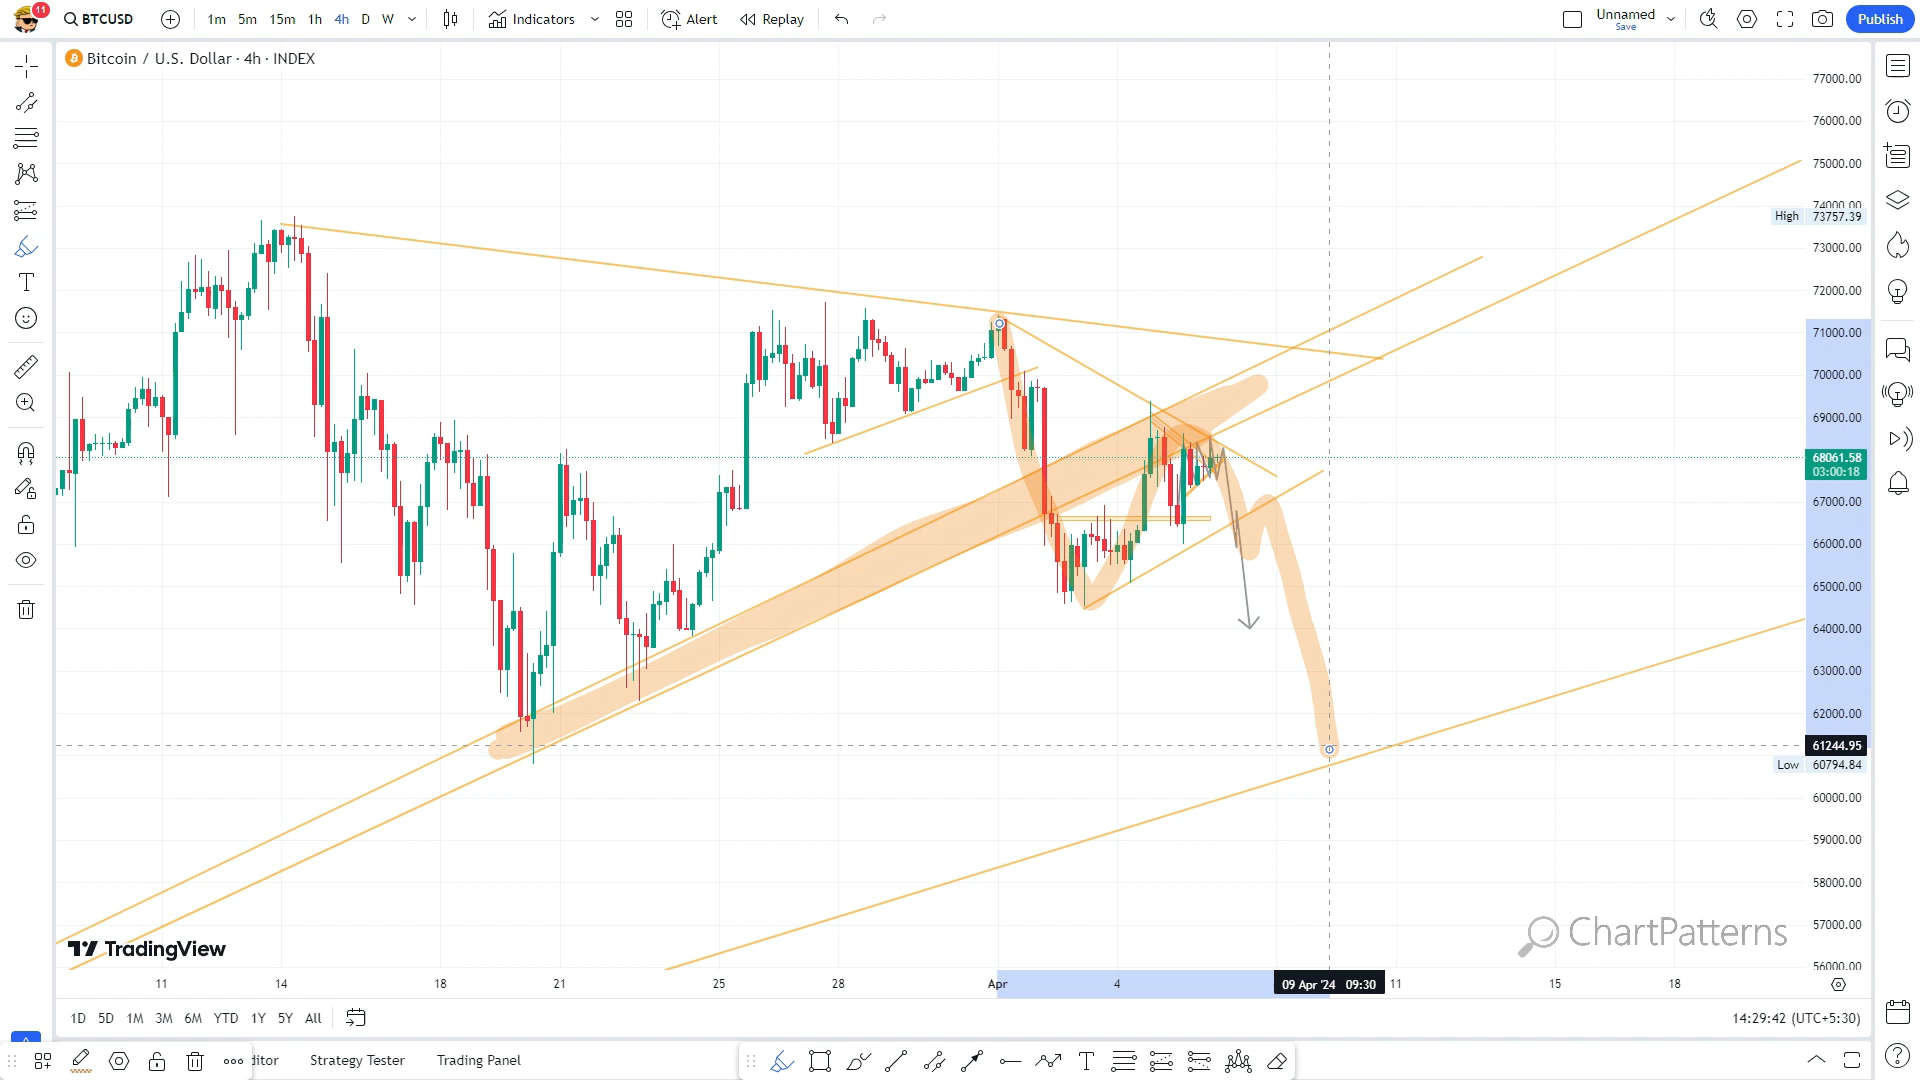 11
BTCUSD
1m 5m 15m 1h 4h D W
Indicators
Alert
Replay
Unnamed
Save
Publish
Bitcoin / U.S. Dollar · 4h · INDEX
77000.00
76000.00
75000.00
74000.00
High 73757.39
73000.00
72000.00
71000.00
70000.00
69000.00
68061.58
03:00:18
67000.00
66000.00
65000.00
64000.00
63000.00
62000.00
61244.95
Low 60794.84
60000.00
59000.00
58000.00
57000.00
56000.00
ChartPatterns
TradingView
11 14 18 21 25 28 Apr 4 09 Apr '24 09:30 11 15 18
1D 5D 1M 3M 6M YTD 1Y 5Y All
14:29:42 (UTC+5:30)
ditor
Strategy Tester
Trading Panel